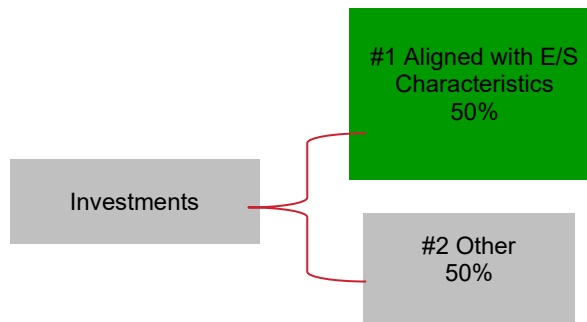 #1 Aligned with E/S
Characteristics
50%
Investments
#2 Other
50%